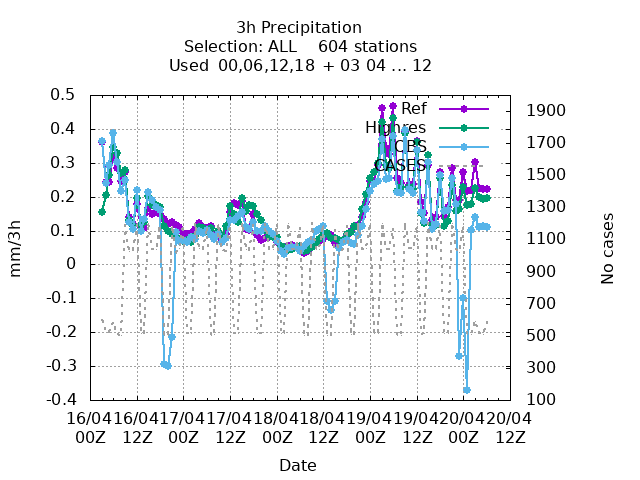 3h Precipitation
Selection: ALL 604 stations
Used 00,06,12,18 + 03 04 ... 12
mm/3h
0.5
0.4
0.3
0.2
0.1
0
-0.1
-0.2
-0.3
-0.4
Ref
Highres
OBS
CASES
1900
1700
1500
1300
1100
900
700
500
300
100
No cases
16/04 16/04 17/04 17/04 18/04 18/04 19/04 19/04 20/04 20/04
00Z 12Z 00Z 12Z 00Z 12Z 00Z 12Z 00Z 12Z
Date